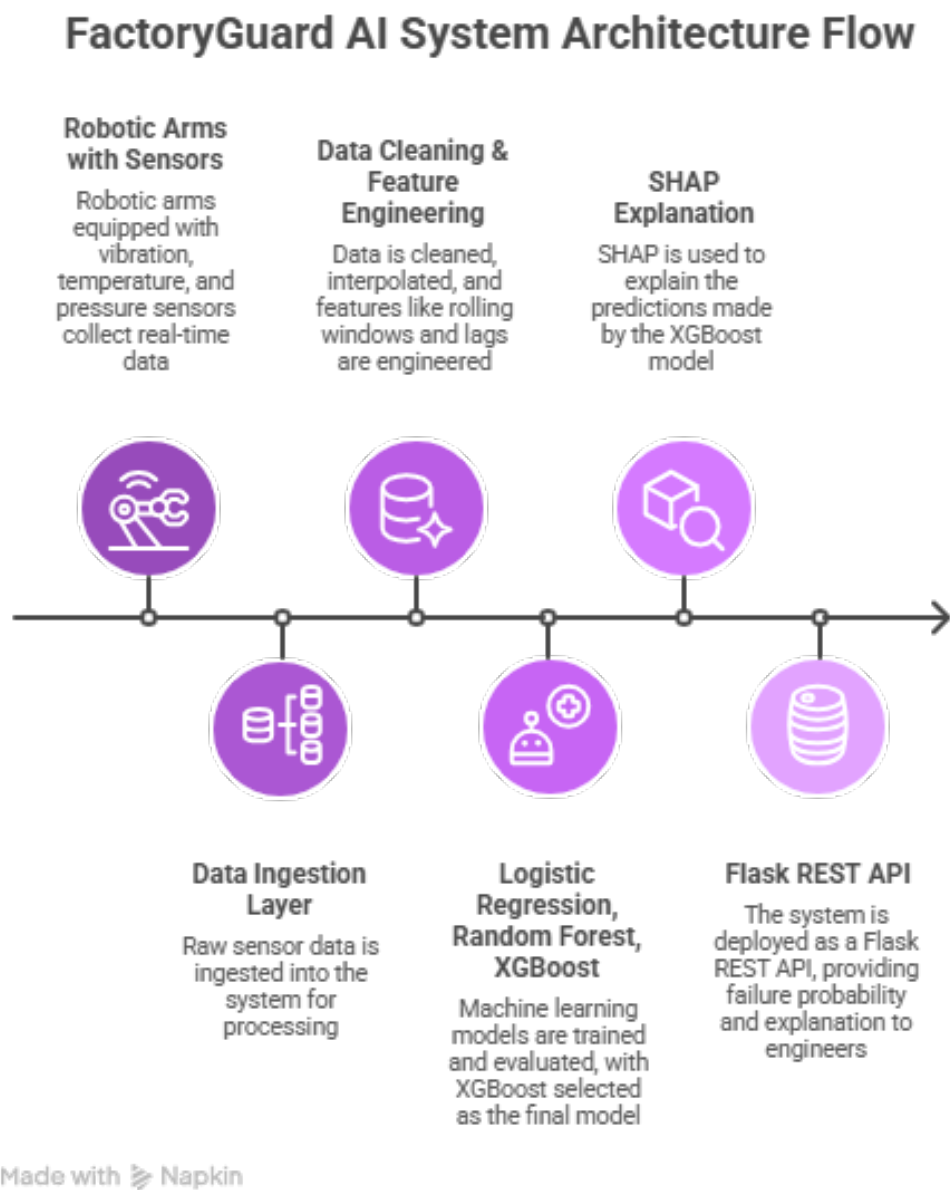 FactoryGuard AI System Architecture Flow
Robotic Arms
with Sensors
Robotic arms
equipped with
vibration,
temperature, and
pressure sensors
collect real-time
data
Data Ingestion
Layer
Raw sensor data is
ingested into the
system for
processing
Data Cleaning &
Feature
Engineering
Data is cleaned,
interpolated, and
features like rolling
windows and lags
are engineered
Logistic
Regression,
Random Forest,
XGBoost
Machine learning
models are trained
and evaluated, with
XGBoost selected
as the final model
SHAP
Explanation
SHAP is used to
explain the
predictions made
by the XGBoost
model
Flask REST API
The system is
deployed as a Flask
REST API, providing
failure probability
and explanation to
engineers
Made with Napkin